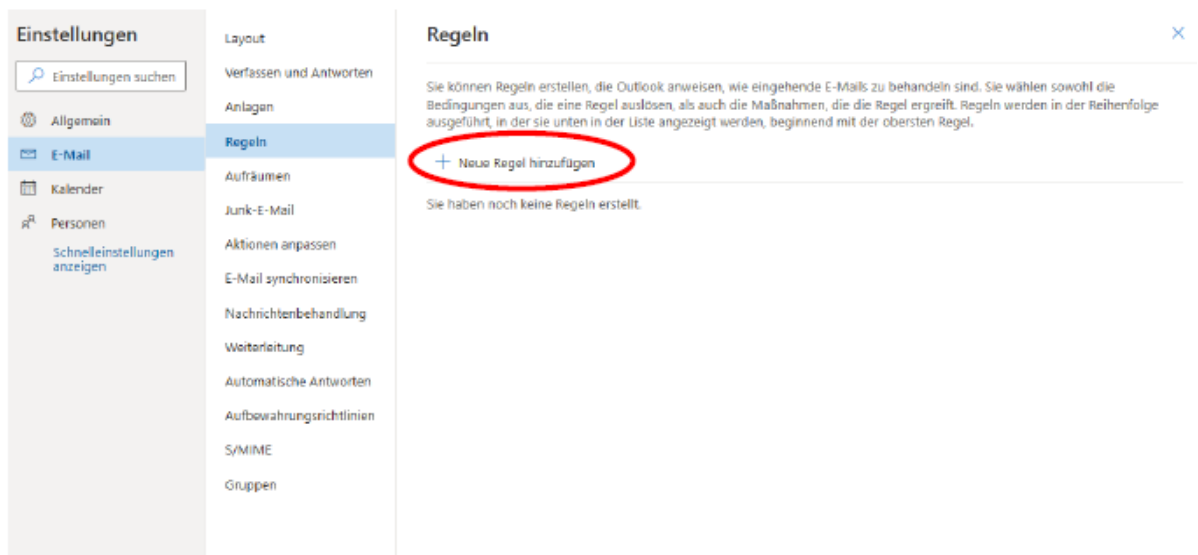 Einstellungen
Einstellungen suchen
Allgemein
E-Mail
Kalender
Personen
Schnelleinstellungen
anzeigen
Layout
Verfassen und Antworten
Anlagen
Regeln
Aufräumen
Junk-E-Mail
Aktionen anpassen
E-Mail synchronisieren
Nachrichtenbehandlung
Weiterleitung
Automatische Antworten
Aufbewahrungsrichtlinien
S/MIME
Gruppen
Regeln
Sie können Regeln erstellen, die Outlook anweisen, wie eingehende E-Mails zu behandeln sind. Sie wählen sowohl die
Bedingungen aus, die eine Regel auslösen, als auch die Maßnahmen, die die Regel ergreift. Regeln werden in der Reihenfolge
ausgeführt, in der sie unten in der Liste angezeigt werden, beginnend mit der obersten Regel.
Neue Regel hinzufügen
Sie haben noch keine Regeln erstellt.